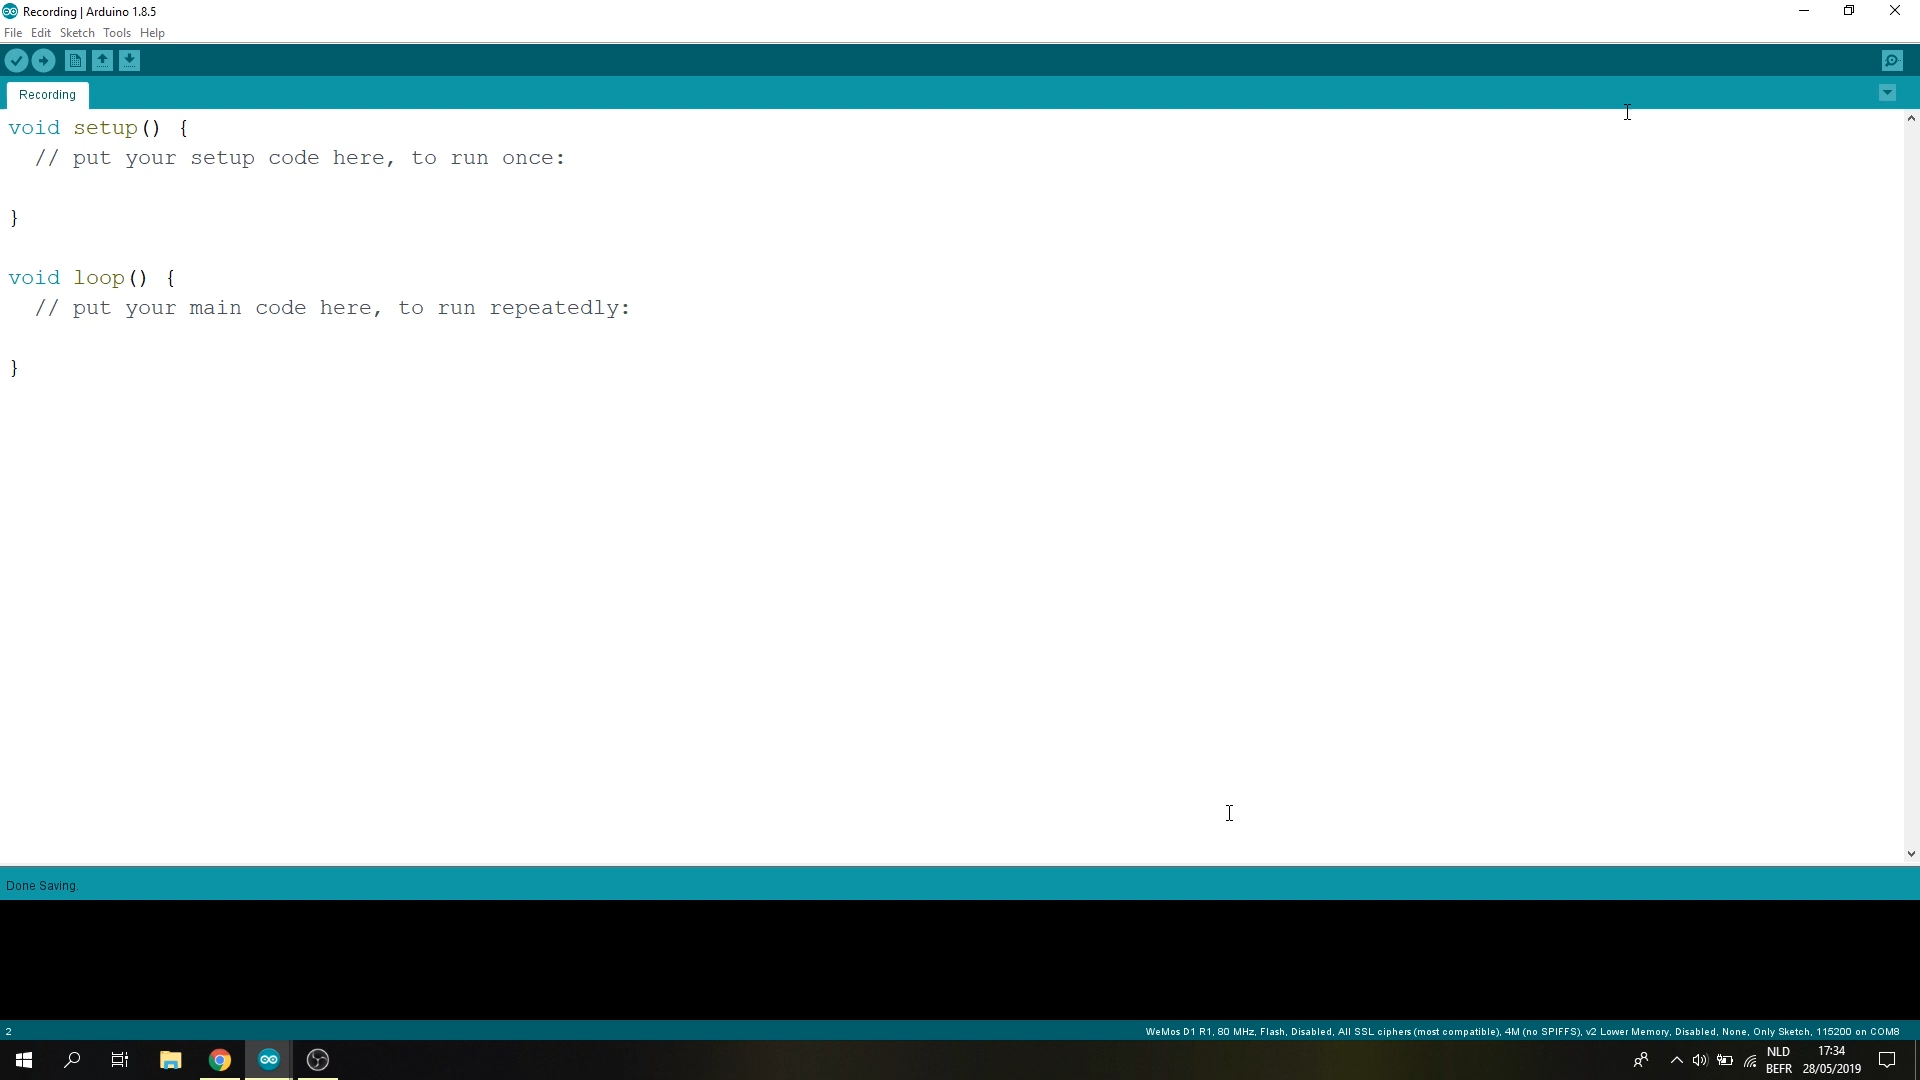 Recording | Arduino 1.8.5
File Edit Sketch Tools Help
Recording
void setup() {
// put your setup code here, to run once:
}
void loop() {
// put your main code here, to run repeatedly:
}
Done Saving.
2
WeMos D1 R1, 80 MHz, Flash, Disabled, All SSL ciphers (most compatible), 4M (no SPIFFS), v2 Lower Memory, Disabled, None, Only Sketch, 115200 on COM8
NLD 17:34
BEFR 28/05/2019